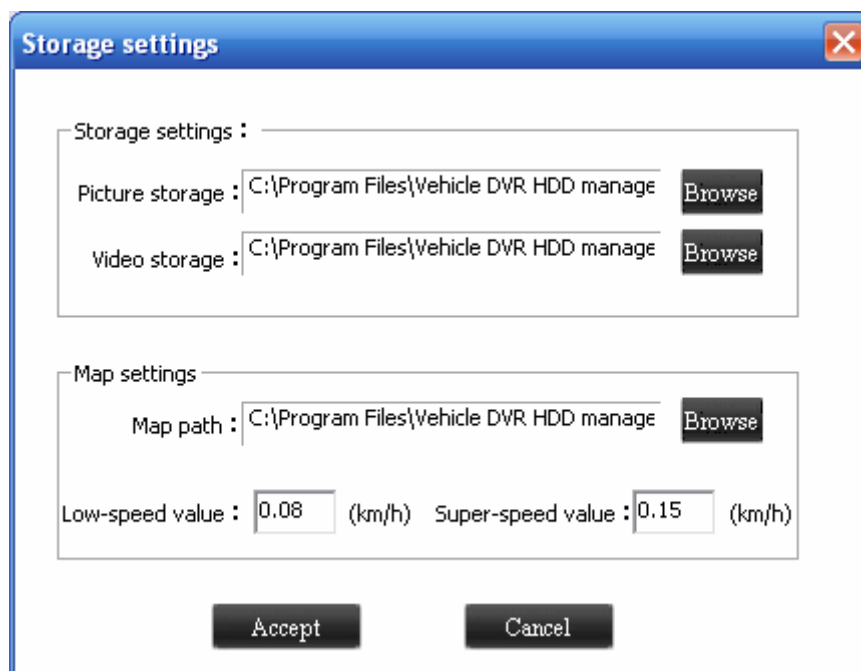 Storage settings
Storage settings :
Picture storage : C:\Program Files\Vehicle DVR HDD manage Browse
Video storage : C:\Program Files\Vehicle DVR HDD manage Browse
Map settings
Map path : C:\Program Files\Vehicle DVR HDD manage Browse
Low-speed value : 0.08 (km/h) Super-speed value : 0.15 (km/h)
Accept Cancel